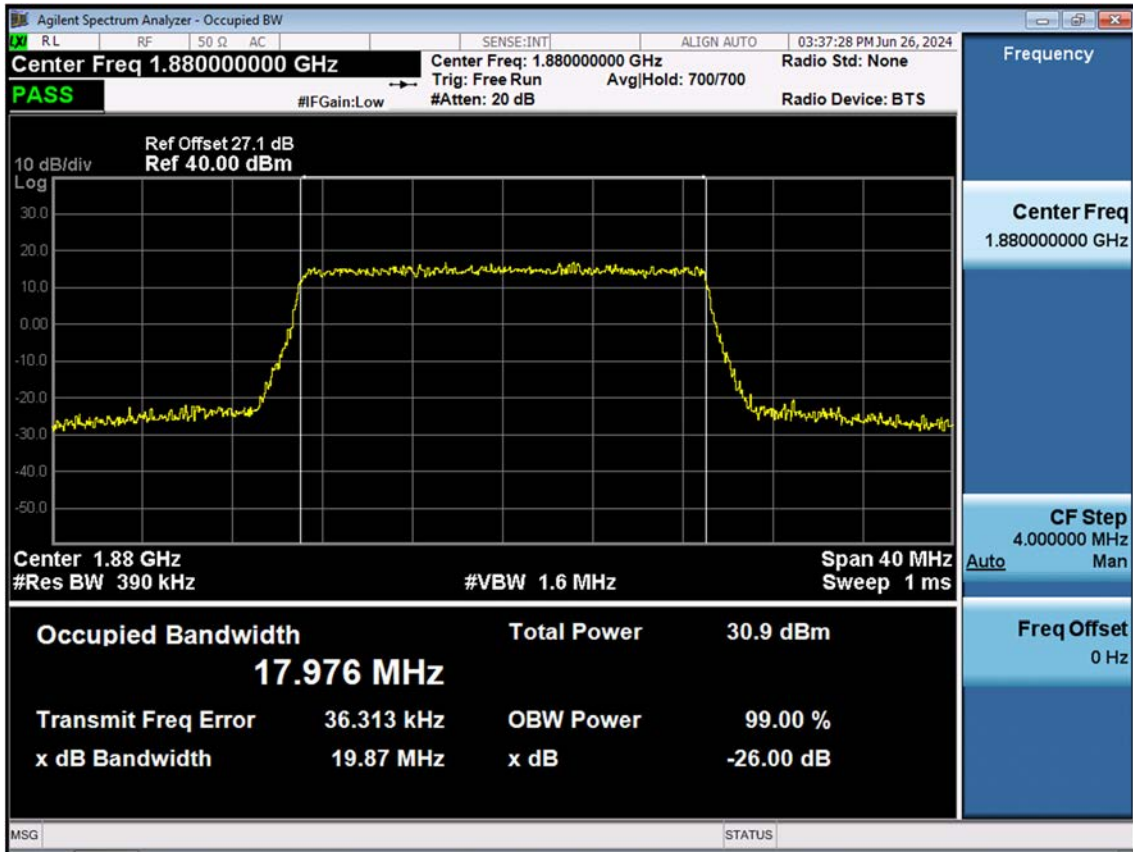 Agilent Spectrum Analyzer - Occupied BW
LXI RL RF 50 Ω AC SENSE:INT ALIGN AUTO 03:37:28 PM Jun 26, 2024
Center Freq 1.880000000 GHz
Center Freq: 1.880000000 GHz
Radio Std: None
Trig: Free Run Avg|Hold: 700/700
PASS
#IFGain:Low
#Atten: 20 dB
Radio Device: BTS
Ref Offset 27.1 dB
10 dB/div Ref 40.00 dBm
Log
30.0
20.0
10.0
0.00
-10.0
-20.0
-30.0
-40.0
-50.0
Center 1.88 GHz Span 40 MHz
#Res BW 390 kHz #VBW 1.6 MHz Sweep 1 ms
Occupied Bandwidth Total Power 30.9 dBm
17.976 MHz
Transmit Freq Error 36.313 kHz OBW Power 99.00 %
x dB Bandwidth 19.87 MHz x dB -26.00 dB
MSG STATUS
Frequency
Center Freq
1.880000000 GHz
CF Step
4.000000 MHz
Auto Man
Freq Offset
0 Hz